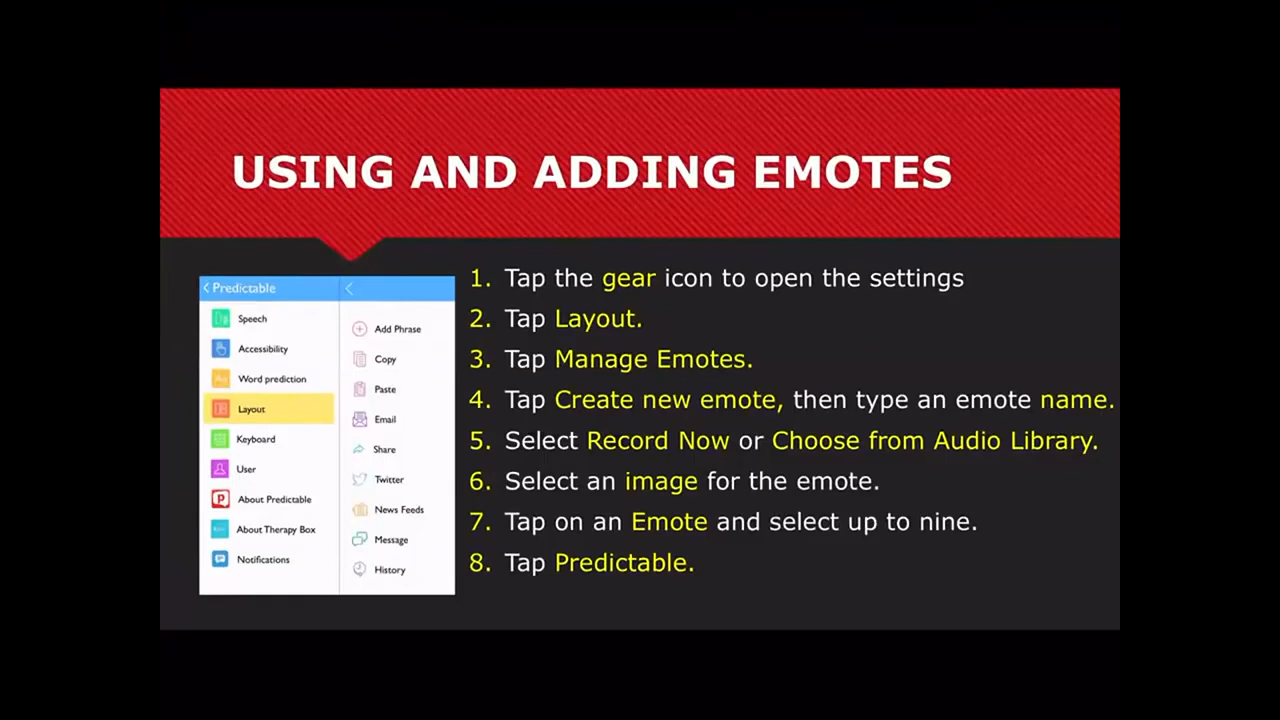 USING AND ADDING EMOTES
Predictable
Speech
Accessibility
Word prediction
Layout
Keyboard
User
About Predictable
About Therapy Box
Notifications
Add Phrase
Copy
Paste
Email
Share
Twitter
News Feeds
Message
History
1. Tap the gear icon to open the settings
2. Tap Layout.
3. Tap Manage Emotes.
4. Tap Create new emote, then type an emote name.
5. Select Record Now or Choose from Audio Library.
6. Select an image for the emote.
7. Tap on an Emote and select up to nine.
8. Tap Predictable.